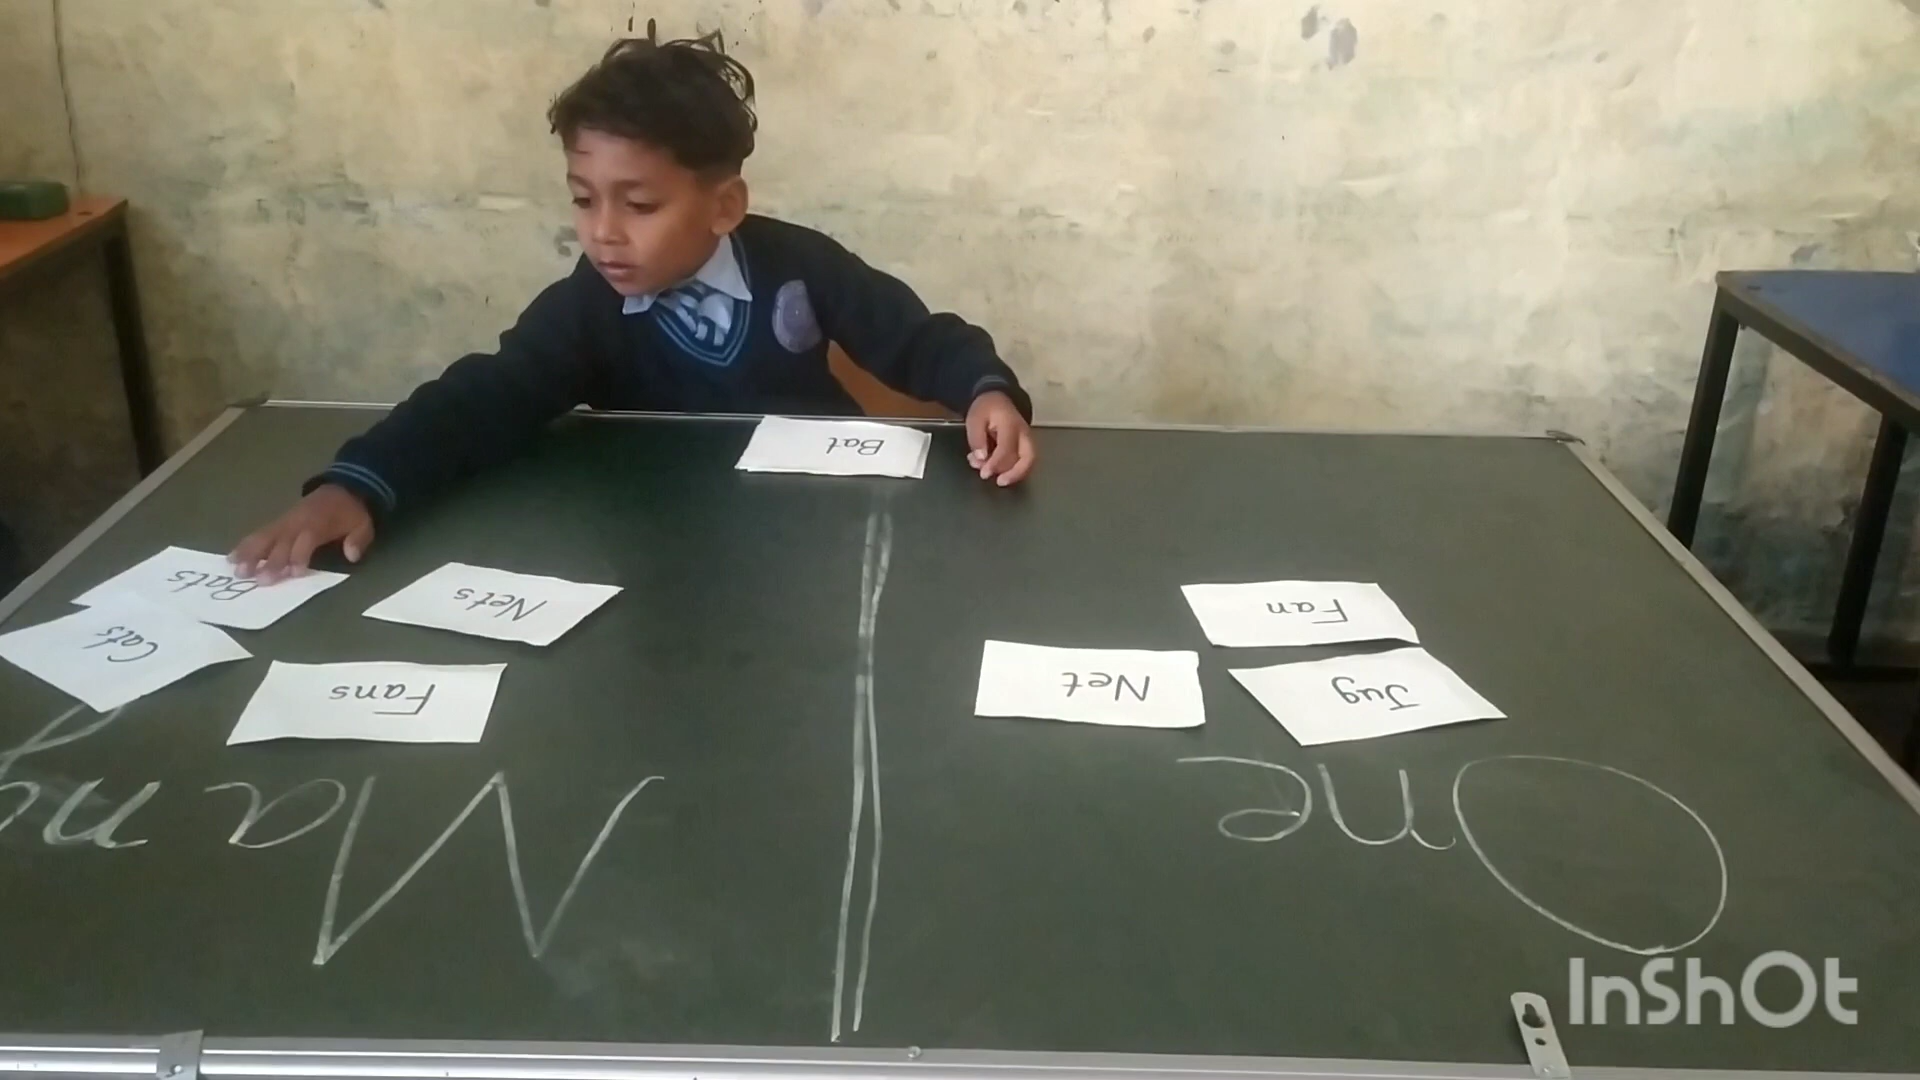 One
Many
Jug
Fan
Net
Bat
Fans
Nets
Cats
Bats
InShOt